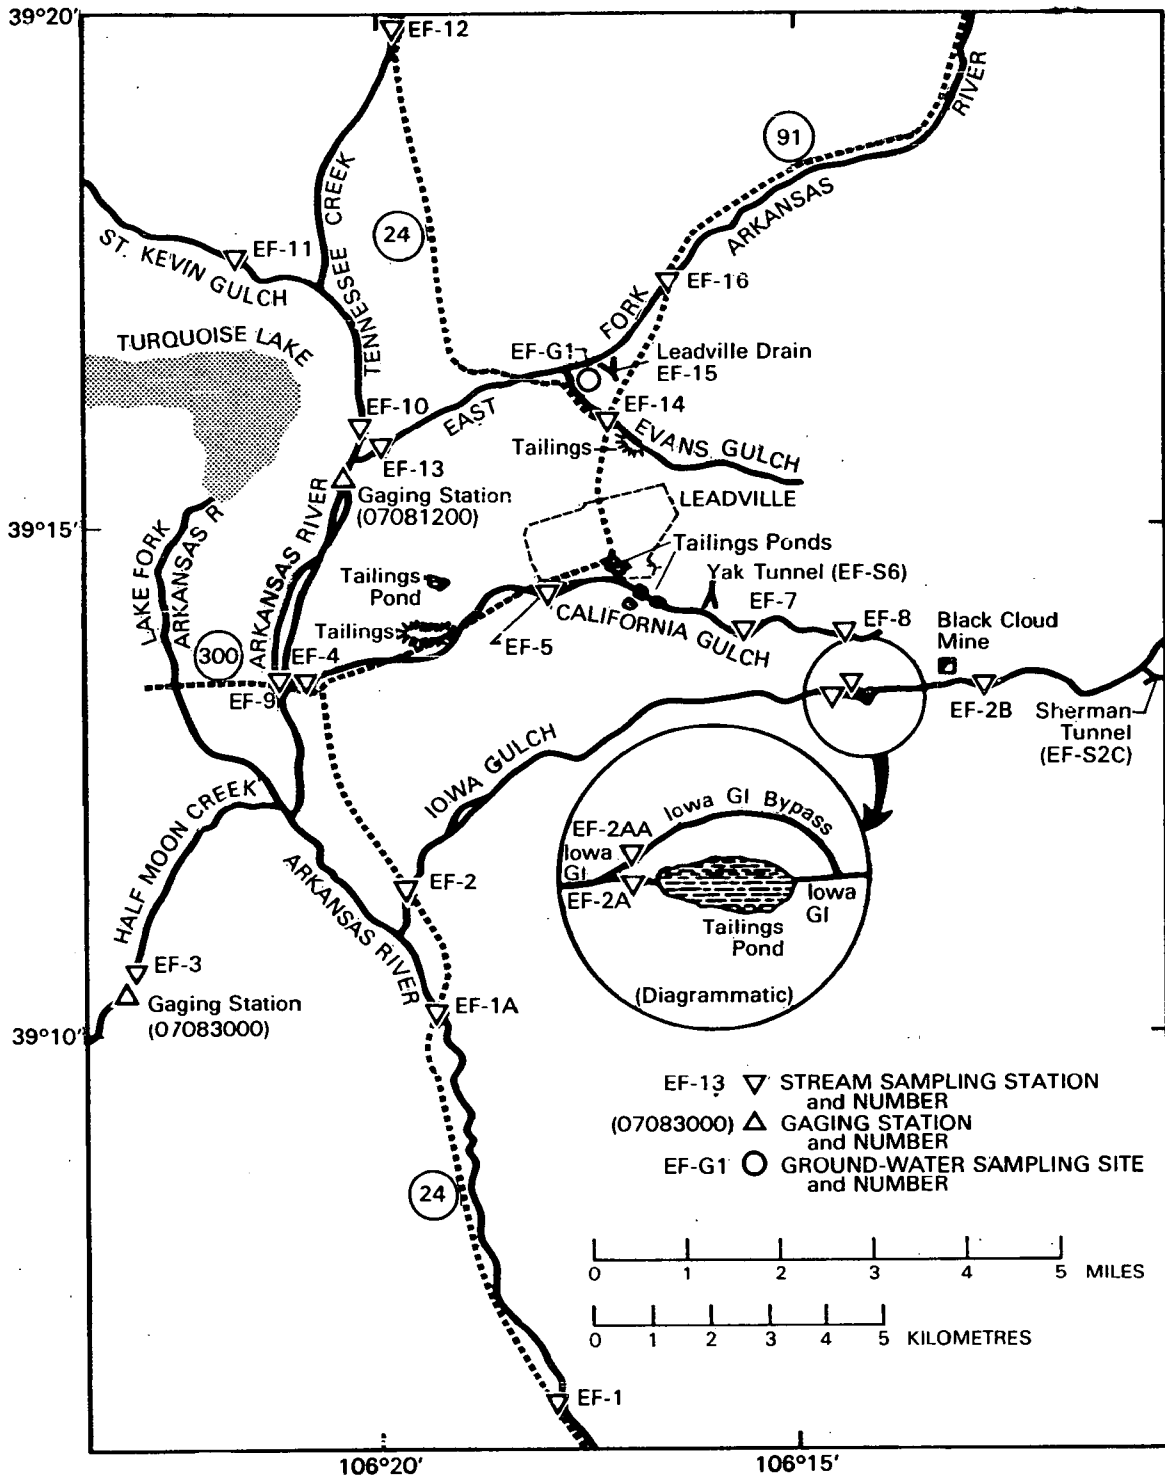 39°20'
EF-12
RIVER
91
TENNESSEE CREEK
24
ARKANSAS
ST. KEVIN GULCH
EF-11
EF-16
FORK
TURQUOISE LAKE
EF-G1
Leadville Drain
EF-15
EF-10
EAST
EF-14
EVANS GULCH
Tailings
EF-13
Gaging Station
(07081200)
LEADVILLE
39°15'
LAKE FORK
ARKANSAS R
ARKANSAS RIVER
Tailings Ponds
Tailings
Pond
Yak Tunnel (EF-S6)
EF-7
EF-8
Black Cloud
Mine
CALIFORNIA GULCH
Tailings
EF-5
300
EF-4
EF-9
EF-2B
Sherman
Tunnel
(EF-S2C)
IOWA GULCH
HALF MOON CREEK
Iowa Gl Bypass
EF-2AA
Iowa
Gl
EF-2A
Iowa
Gl
Tailings
Pond
(Diagrammatic)
ARKANSAS RIVER
EF-2
EF-3
Gaging Station
(07083000)
EF-1A
39°10'
EF-13 STREAM SAMPLING STATION
and NUMBER
(07083000) GAGING STATION
and NUMBER
EF-G1 GROUND-WATER SAMPLING SITE
and NUMBER
24
0 1 2 3 4 5 MILES
0 1 2 3 4 5 KILOMETRES
EF-1
106°20'
106°15'